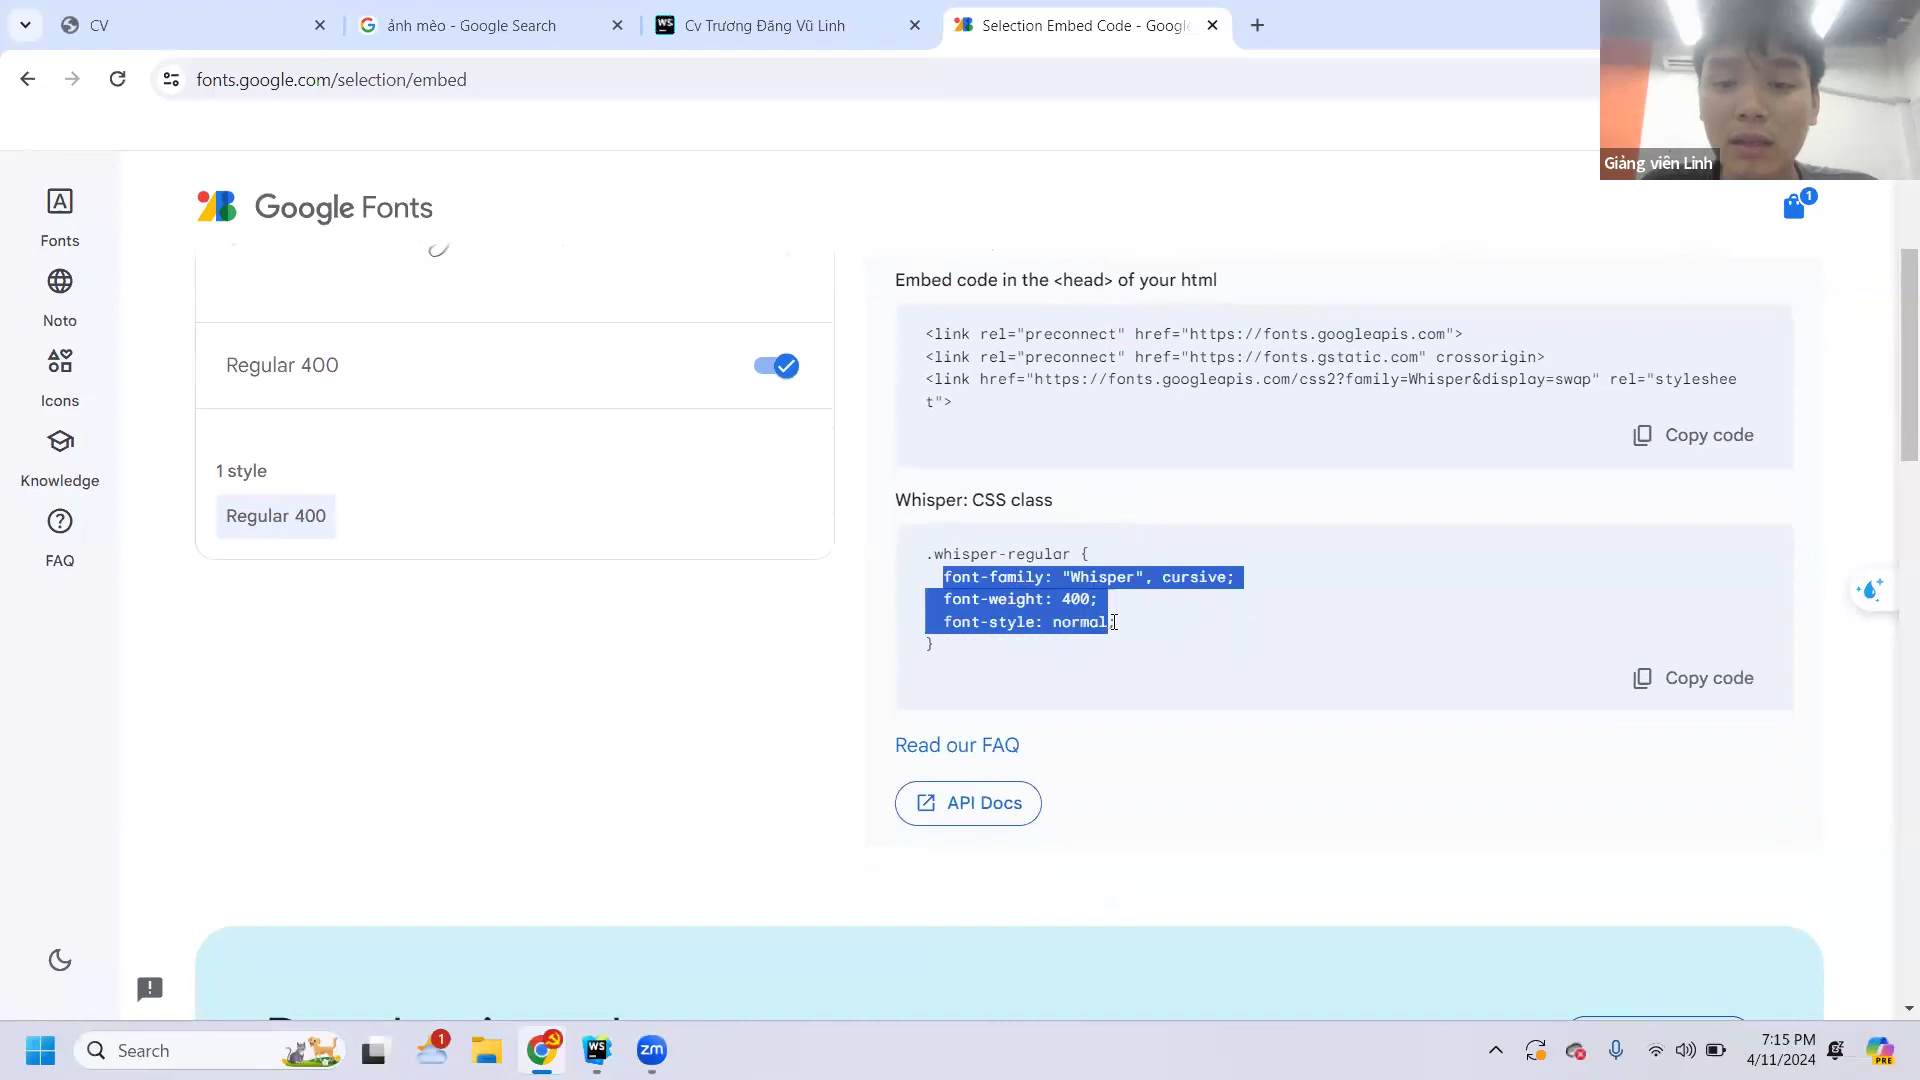 CV
ảnh mèo - Google Search
Cv Trương Đăng Vũ Linh
Selection Embed Code - Google
fonts.google.com/selection/embed
Giảng viên Linh
Google Fonts
1
Fonts
Noto
Icons
Knowledge
FAQ
Regular 400
1 style
Regular 400
Embed code in the <head> of your html
<link rel="preconnect" href="https://fonts.googleapis.com">
<link rel="preconnect" href="https://fonts.gstatic.com" crossorigin>
<link href="https://fonts.googleapis.com/css2?family=Whisper&display=swap" rel="styleshee
t">
Copy code
Whisper: CSS class
.whisper-regular {
font-family: "Whisper", cursive;
font-weight: 400;
font-style: normal;
}
Copy code
Read our FAQ
API Docs
Search
1
zm
7:15 PM
4/11/2024
PRE